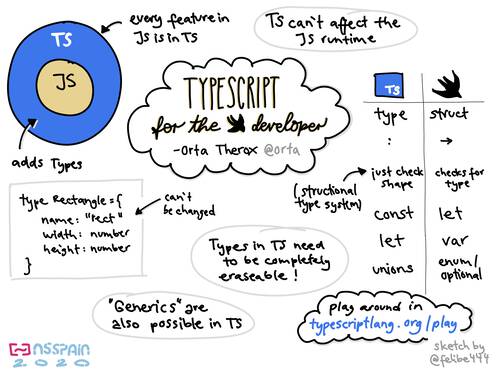 every feature in
JS is in TS
TS can't affect the
JS runtime
TS
JS
adds Types
TYPESCRIPT
for the developer
-Orta Therox @orta
TS
type struct
: →
(structional
type system)
just check
shape
checks for
type
const let
let var
unions enum/
optional
type Rectangle = {
name: "rect"
width: number
height: number
}
can't
be changed
Types in TS need
to be completely
eraseable!
"Generics" are
also possible in TS
play around in
typescriptlang.org/play
nsspain
2020
sketch by
@felibe444